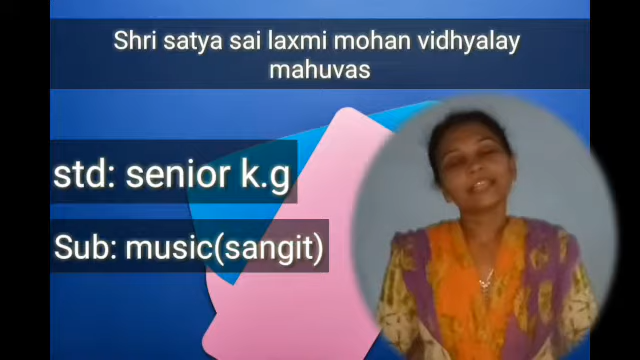 Shri satya sai laxmi mohan vidhyalay
mahuvas
std: senior k.g
Sub: music(sangit)